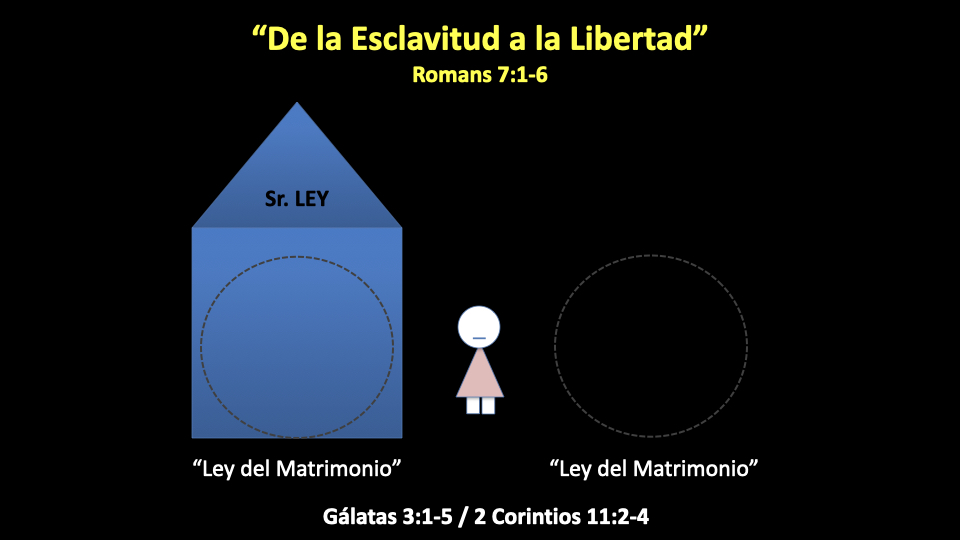 “De la Esclavitud a la Libertad”
Romans 7:1-6
Sr. LEY
“Ley del Matrimonio” “Ley del Matrimonio”
Gálatas 3:1-5 / 2 Corintios 11:2-4